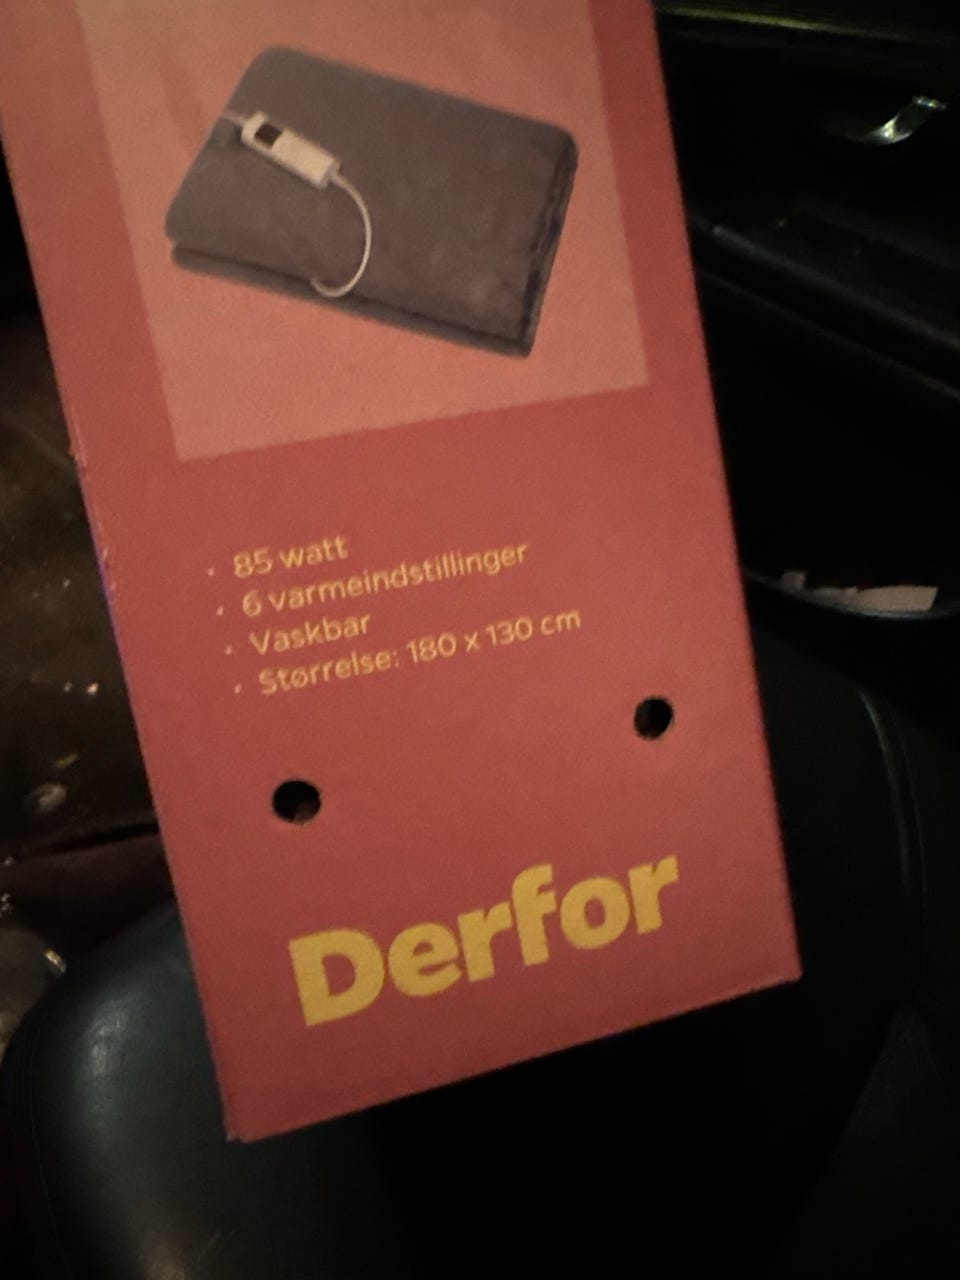 · 85 watt
· 6 varmeindstillinger
· Vaskbar
· Størrelse: 180 x 130 cm
Derfor